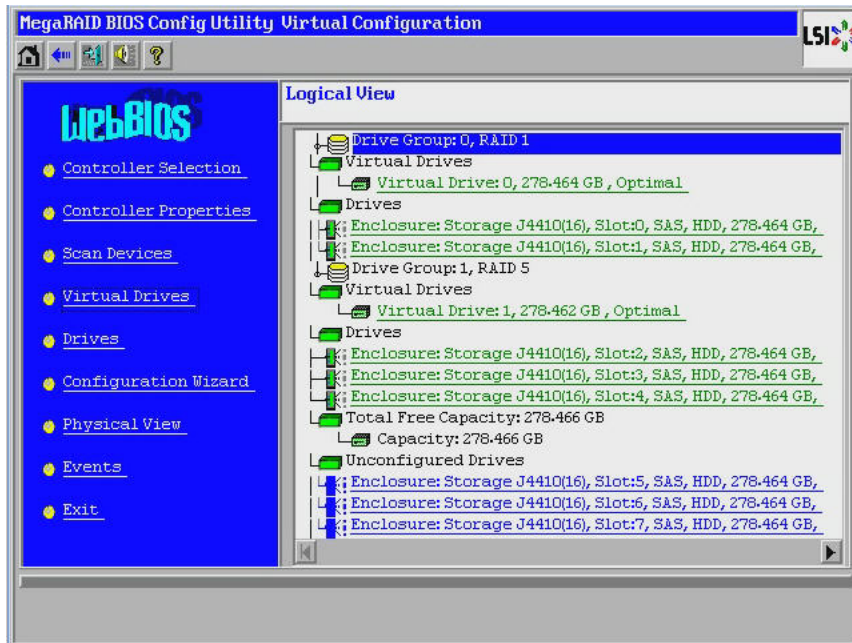 MegaRAID BIOS Config Utility Virtual Configuration
LSI
?
WebBIOS
Controller Selection
Controller Properties
Scan Devices
Virtual Drives
Drives
Configuration Wizard
Physical View
Events
Exit
Logical View
Drive Group: 0, RAID 1
Virtual Drives
Virtual Drive: 0, 278.464 GB, Optimal
Drives
Enclosure: Storage J4410(16), Slot:0, SAS, HDD, 278.464 GB,
Enclosure: Storage J4410(16), Slot:1, SAS, HDD, 278.464 GB,
Drive Group: 1, RAID 5
Virtual Drives
Virtual Drive: 1, 278.462 GB, Optimal
Drives
Enclosure: Storage J4410(16), Slot:2, SAS, HDD, 278.464 GB,
Enclosure: Storage J4410(16), Slot:3, SAS, HDD, 278.464 GB,
Enclosure: Storage J4410(16), Slot:4, SAS, HDD, 278.464 GB,
Total Free Capacity: 278.466 GB
Capacity: 278.466 GB
Unconfigured Drives
Enclosure: Storage J4410(16), Slot:5, SAS, HDD, 278.464 GB,
Enclosure: Storage J4410(16), Slot:6, SAS, HDD, 278.464 GB,
Enclosure: Storage J4410(16), Slot:7, SAS, HDD, 278.464 GB,